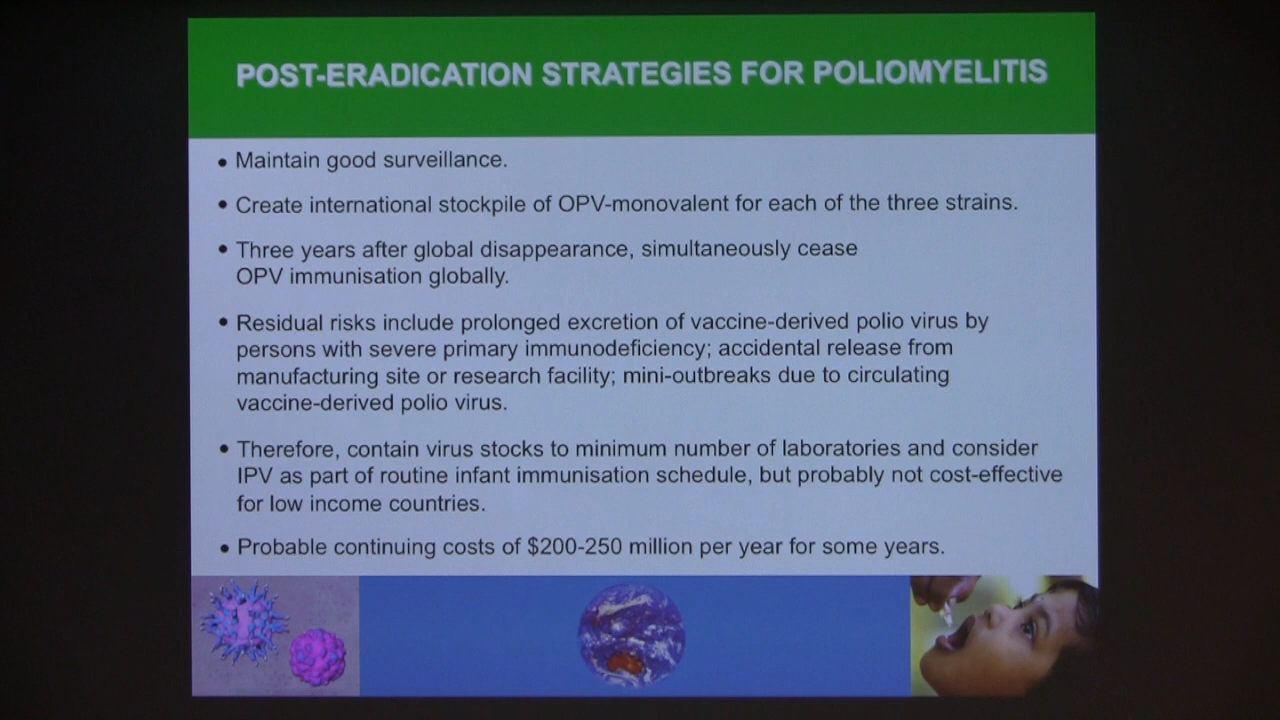 POST-ERADICATION STRATEGIES FOR POLIOMYELITIS
• Maintain good surveillance.
• Create international stockpile of OPV-monovalent for each of the three strains.
• Three years after global disappearance, simultaneously cease
OPV immunisation globally.
• Residual risks include prolonged excretion of vaccine-derived polio virus by
persons with severe primary immunodeficiency; accidental release from
manufacturing site or research facility; mini-outbreaks due to circulating
vaccine-derived polio virus.
• Therefore, contain virus stocks to minimum number of laboratories and consider
IPV as part of routine infant immunisation schedule, but probably not cost-effective
for low income countries.
• Probable continuing costs of $200-250 million per year for some years.